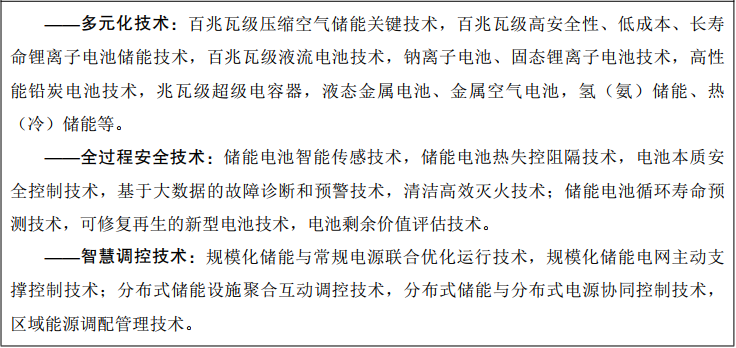 ——多元化技术：百兆瓦级压缩空气储能关键技术，百兆瓦级高安全性、低成本、长寿
命锂离子电池储能技术，百兆瓦级液流电池技术，钠离子电池、固态锂离子电池技术，高性
能铅炭电池技术，兆瓦级超级电容器，液态金属电池、金属空气电池，氢（氨）储能、热
（冷）储能等。
——全过程安全技术：储能电池智能传感技术，储能电池热失控阻隔技术，电池本质安
全控制技术，基于大数据的故障诊断和预警技术，清洁高效灭火技术；储能电池循环寿命预
测技术，可修复再生的新型电池技术，电池剩余价值评估技术。
——智慧调控技术：规模化储能与常规电源联合优化运行技术，规模化储能电网主动支
撑控制技术；分布式储能设施聚合互动调控技术，分布式储能与分布式电源协同控制技术，
区域能源调配管理技术。